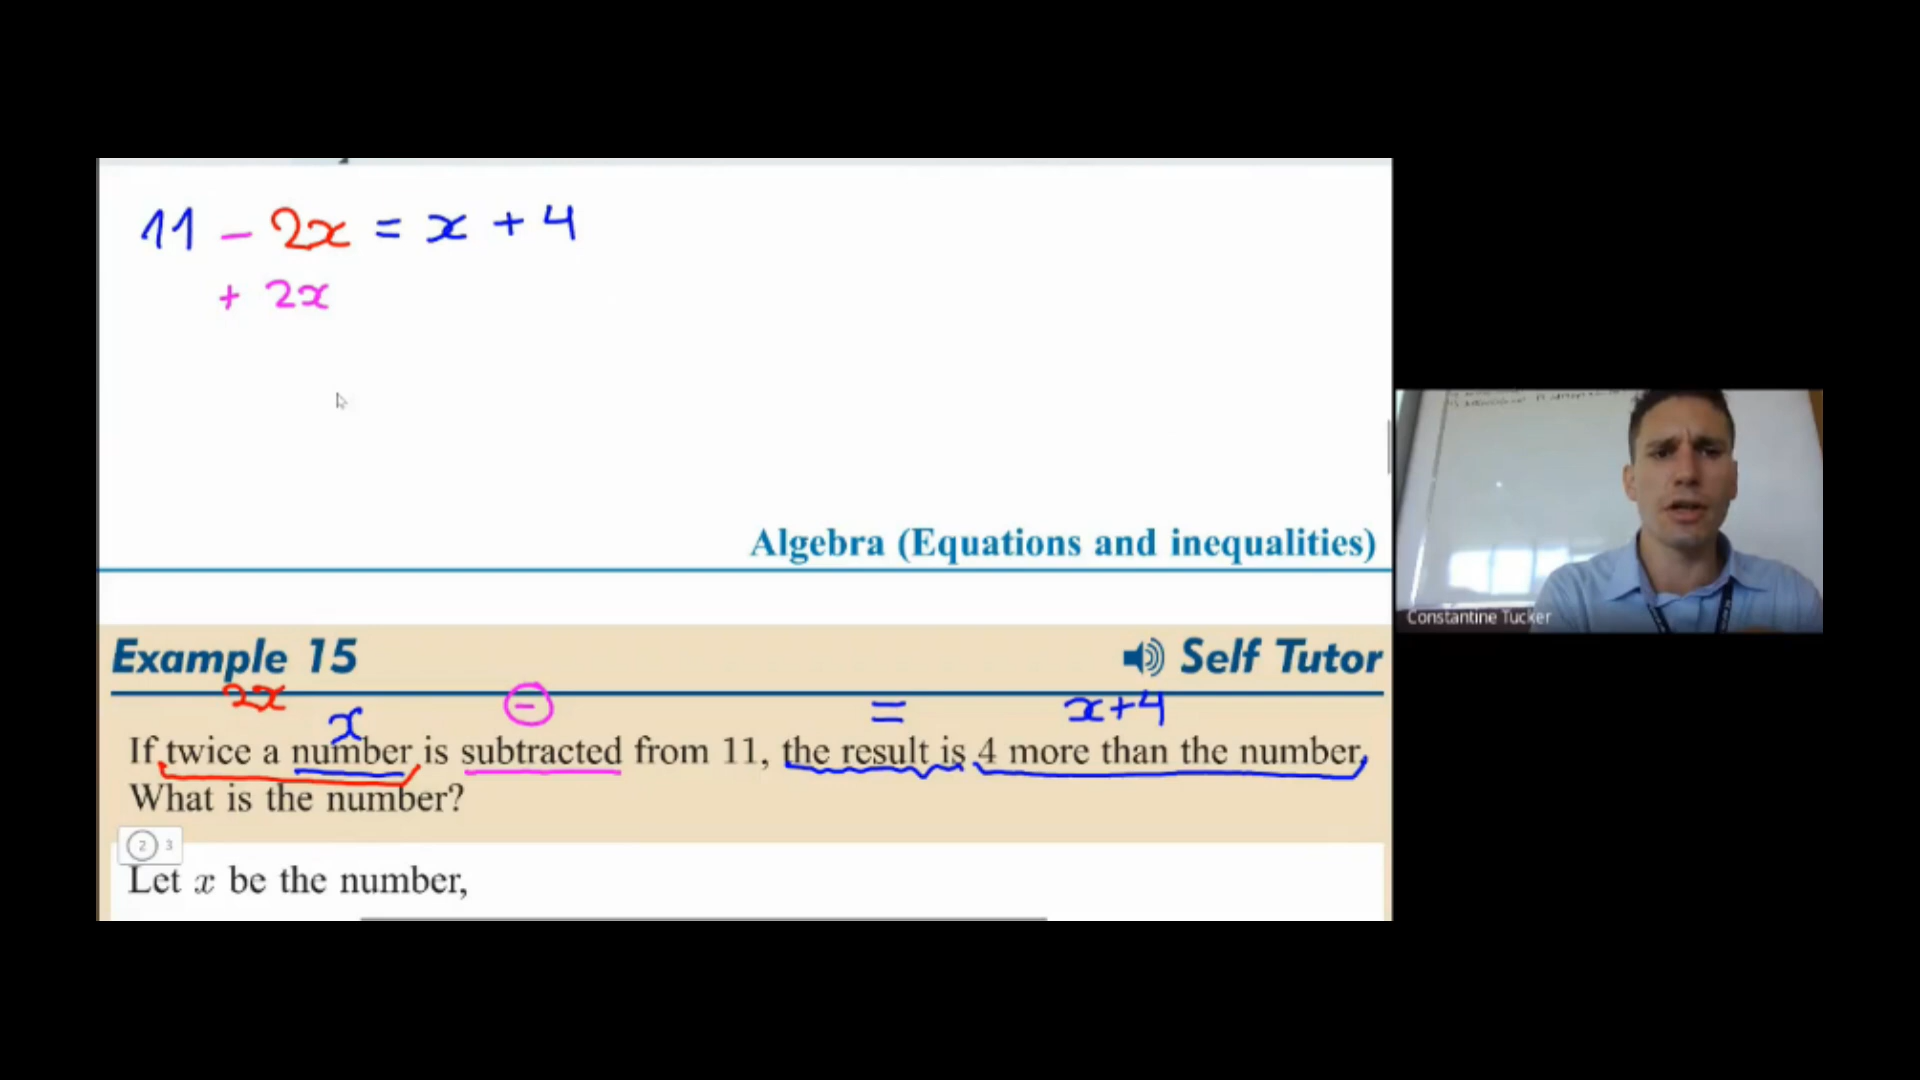 11 - 2x = x + 4
+ 2x
Algebra (Equations and inequalities)
Example 15
Self Tutor
2x
x
-
=
x+4
If twice a number is subtracted from 11, the result is 4 more than the number.
What is the number?
2 3
Let x be the number,
Constantine Tucker